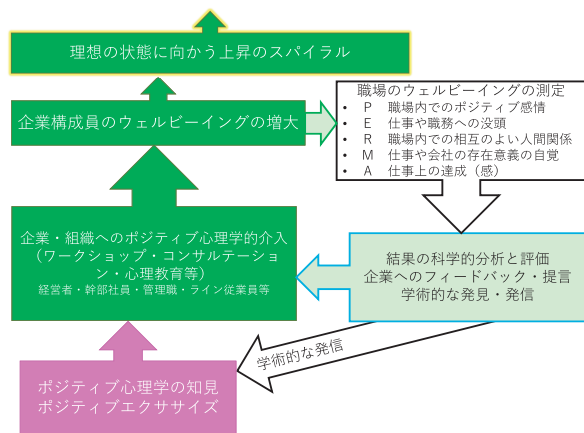 理想の状態に向かう上昇のスパイラル
企業構成員のウェルビーイングの増大
職場のウェルビーイングの測定
• P 職場内でのポジティブ感情
• E 仕事や職務への没頭
• R 職場内での相互のよい人間関係
• M 仕事や会社の存在意義の自覚
• A 仕事上の達成（感）
企業・組織へのポジティブ心理学的介入
（ワークショップ・コンサルテーショ
ン・心理教育等）
経営者・幹部社員・管理職・ライン従業員等
結果の科学的分析と評価
企業へのフィードバック・提言
学術的な発見・発信
学術的な発信
ポジティブ心理学の知見
ポジティブエクササイズ